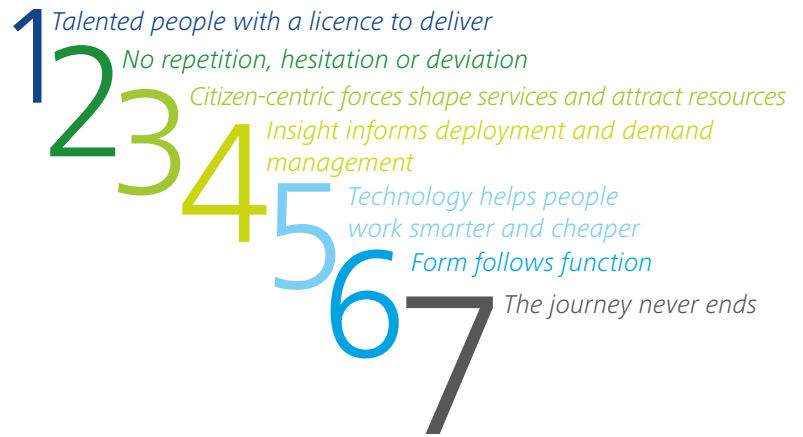 1 Talented people with a licence to deliver
2 No repetition, hesitation or deviation
3 Citizen-centric forces shape services and attract resources
4 Insight informs deployment and demand
management
5 Technology helps people
work smarter and cheaper
6 Form follows function
7 The journey never ends